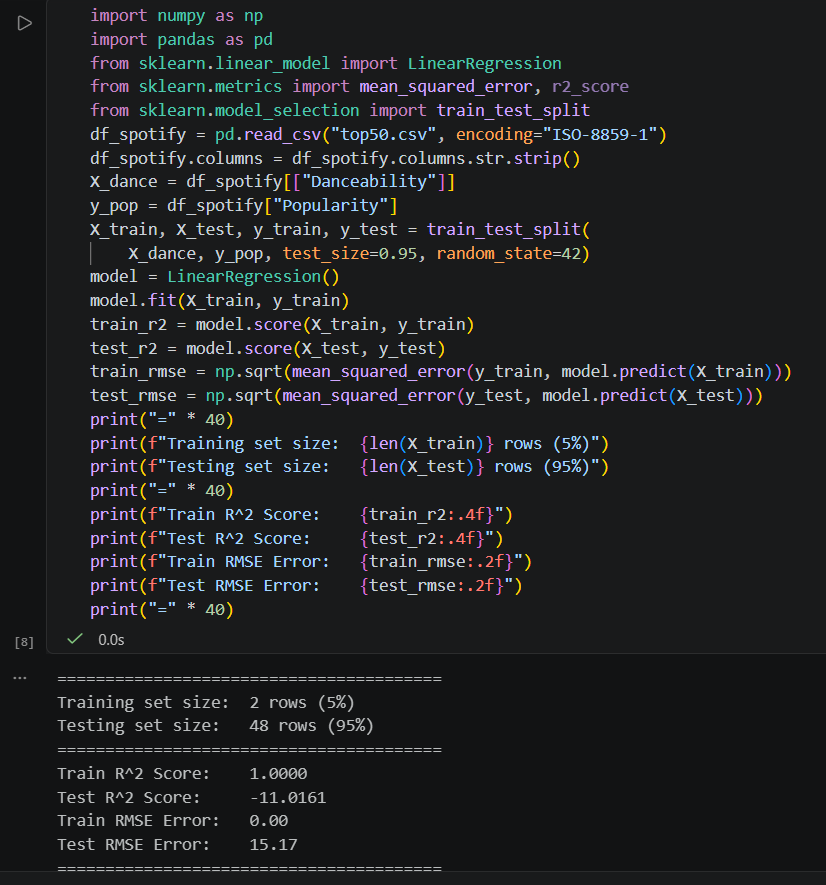 import numpy as np
import pandas as pd
from sklearn.linear_model import LinearRegression
from sklearn.metrics import mean_squared_error, r2_score
from sklearn.model_selection import train_test_split
df_spotify = pd.read_csv("top50.csv", encoding="ISO-8859-1")
df_spotify.columns = df_spotify.columns.str.strip()
X_dance = df_spotify[["Danceability"]]
y_pop = df_spotify["Popularity"]
X_train, X_test, y_train, y_test = train_test_split(
    X_dance, y_pop, test_size=0.95, random_state=42)
model = LinearRegression()
model.fit(X_train, y_train)
train_r2 = model.score(X_train, y_train)
test_r2 = model.score(X_test, y_test)
train_rmse = np.sqrt(mean_squared_error(y_train, model.predict(X_train)))
test_rmse = np.sqrt(mean_squared_error(y_test, model.predict(X_test)))
print("=" * 40)
print(f"Training set size:  {len(X_train)} rows (5%)")
print(f"Testing set size:   {len(X_test)} rows (95%)")
print("=" * 40)
print(f"Train R^2 Score:    {train_r2:.4f}")
print(f"Test R^2 Score:     {test_r2:.4f}")
print(f"Train RMSE Error:   {train_rmse:.2f}")
print(f"Test RMSE Error:    {test_rmse:.2f}")
print("=" * 40)
[8] 0.0s
... ========================================
Training set size:  2 rows (5%)
Testing set size:   48 rows (95%)
========================================
Train R^2 Score:    1.0000
Test R^2 Score:     -11.0161
Train RMSE Error:   0.00
Test RMSE Error:    15.17
========================================